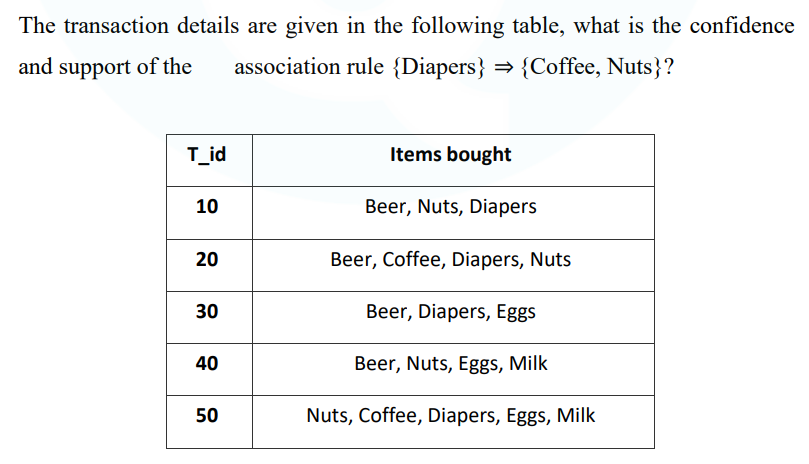 The transaction details are given in the following table, what is the confidence
and support of the association rule {Diapers} ⇒ {Coffee, Nuts}?
T_id Items bought
10 Beer, Nuts, Diapers
20 Beer, Coffee, Diapers, Nuts
30 Beer, Diapers, Eggs
40 Beer, Nuts, Eggs, Milk
50 Nuts, Coffee, Diapers, Eggs, Milk